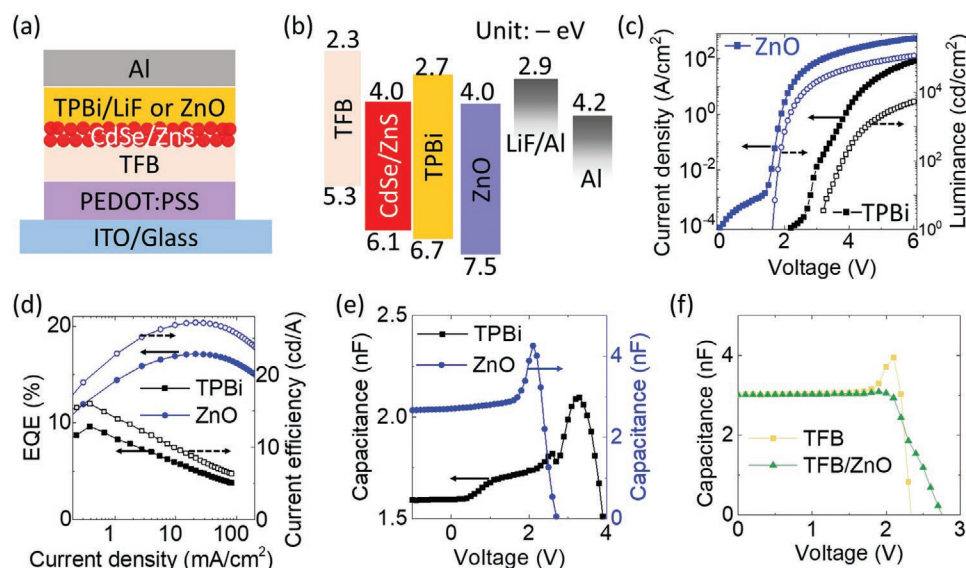 (a)
Al
TPBi/LiF or ZnO
CdSe/ZnS
TFB
PEDOT:PSS
ITO/Glass
(b)
Unit: – eV
2.3
TFB
5.3
4.0
CdSe/ZnS
6.1
2.7
TPBi
6.7
4.0
ZnO
7.5
2.9
LiF/Al
4.2
Al
(c)
ZnO
TPBi
Current density (A/cm²)
10²
10⁰
10⁻²
10⁻⁴
Luminance (cd/cm²)
10⁴
10²
10⁰
0 2 4 6
Voltage (V)
(d)
EQE (%)
20
10
0
TPBi
ZnO
Current efficiency (cd/A)
20
10
0
1 10 100
Current density (mA/cm²)
(e)
Capacitance (nF)
2.5
2.0
1.5
TPBi
ZnO
Capacitance (nF)
4
2
0
0 2 4
Voltage (V)
(f)
Capacitance (nF)
4
2
0
TFB
TFB/ZnO
0 1 2 3
Voltage (V)